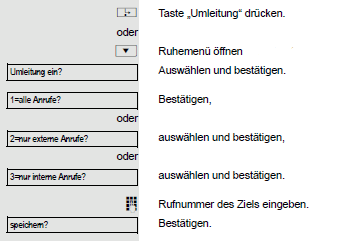 Taste „Umleitung“ drücken.
oder
Ruhemenü öffnen
Umleitung ein? Auswählen und bestätigen.
1=alle Anrufe? Bestätigen,
oder
2=nur externe Anrufe? auswählen und bestätigen,
oder
3=nur interne Anrufe? auswählen und bestätigen.
Rufnummer des Ziels eingeben.
speichern? Bestätigen.